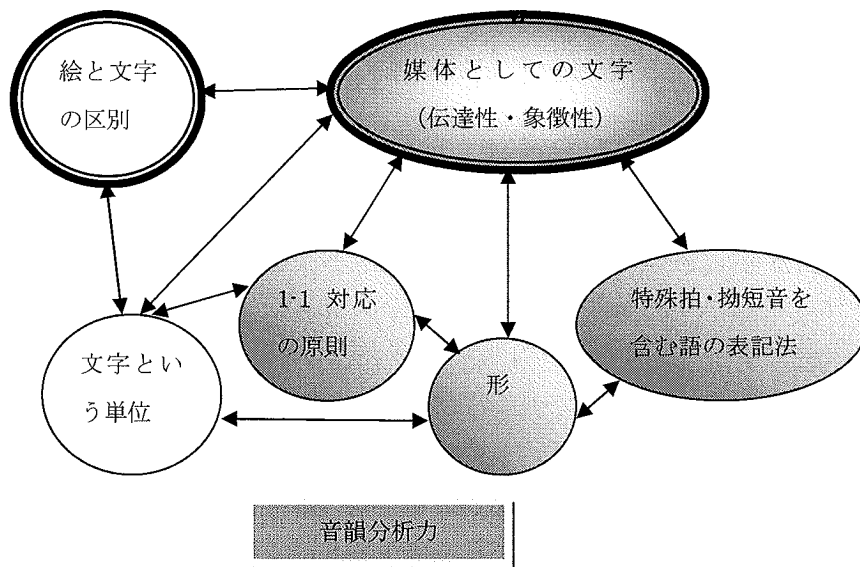 絵と文字
の区別
媒体としての文字
(伝達性・象徴性)
1-1 対応
の原則
特殊拍・拗短音を
含む語の表記法
文字とい
う単位
形
音韻分析力